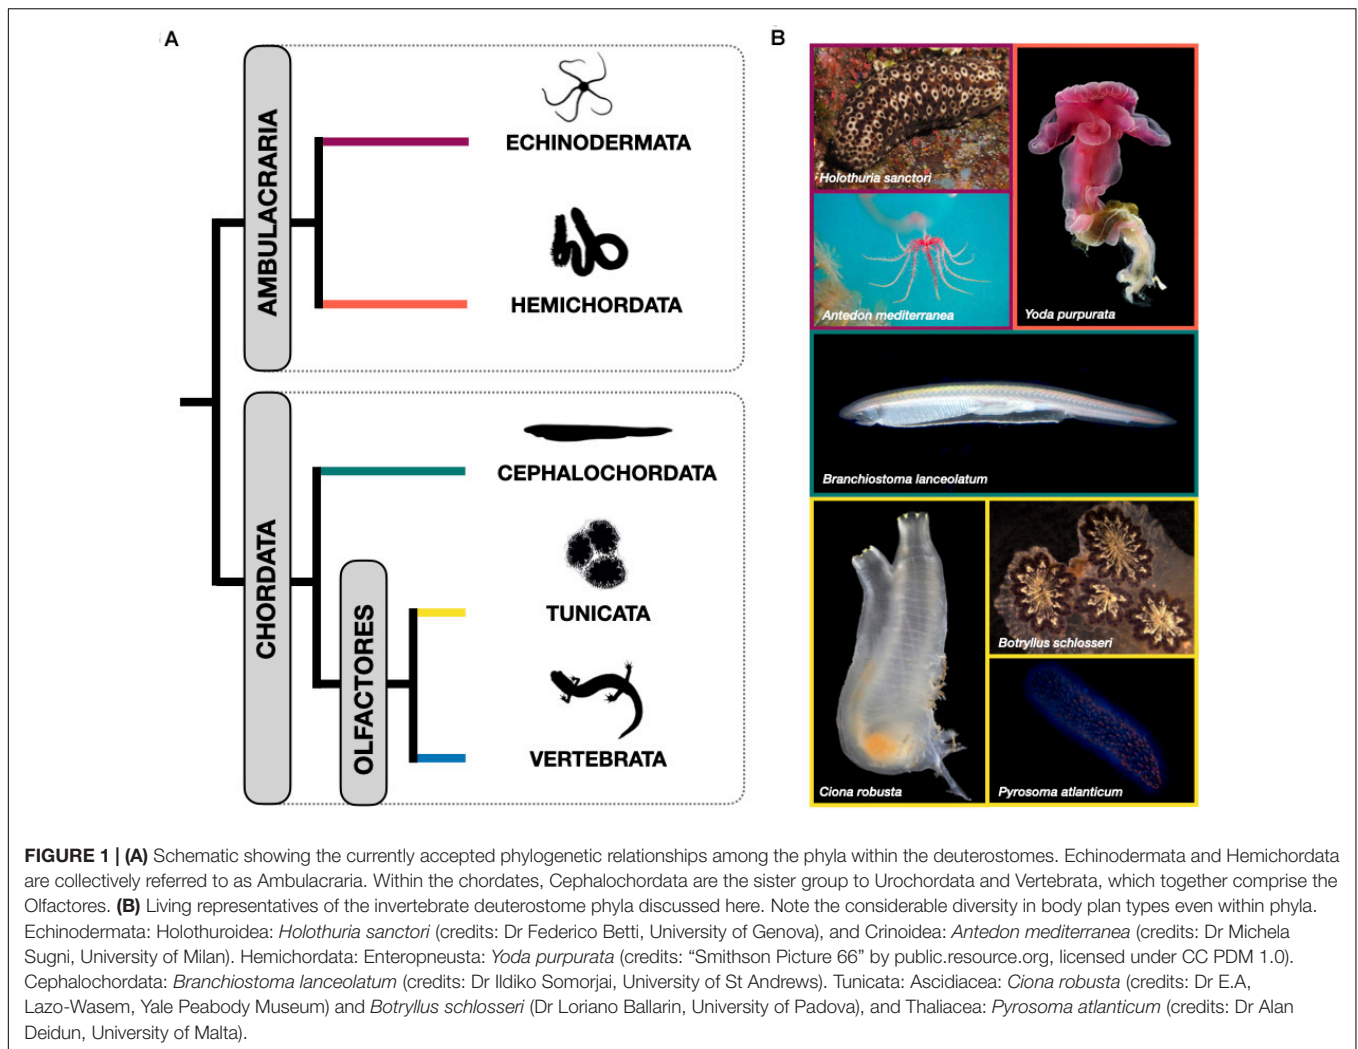 A
AMBULACRARIA
ECHINODERMATA
HEMICHORDATA
CHORDATA
CEPHALOCHORDATA
OLFACTORES
TUNICATA
VERTEBRATA
B
Holothuria sanctori
Antedon mediterranea
Yoda purpurata
Branchiostoma lanceolatum
Botryllus schlosseri
Ciona robusta
Pyrosoma atlanticum
FIGURE 1 | (A) Schematic showing the currently accepted phylogenetic relationships among the phyla within the deuterostomes. Echinodermata and Hemichordata
are collectively referred to as Ambulacraria. Within the chordates, Cephalochordata are the sister group to Urochordata and Vertebrata, which together comprise the
Olfactores. (B) Living representatives of the invertebrate deuterostome phyla discussed here. Note the considerable diversity in body plan types even within phyla.
Echinodermata: Holothuroidea: Holothuria sanctori (credits: Dr Federico Betti, University of Genova), and Crinoidea: Antedon mediterranea (credits: Dr Michela
Sugni, University of Milan). Hemichordata: Enteropneusta: Yoda purpurata (credits: “Smithson Picture 66” by public.resource.org, licensed under CC PDM 1.0).
Cephalochordata: Branchiostoma lanceolatum (credits: Dr Ildiko Somorjai, University of St Andrews). Tunicata: Ascidiacea: Ciona robusta (credits: Dr E.A,
Lazo-Wasem, Yale Peabody Museum) and Botryllus schlosseri (Dr Loriano Ballarin, University of Padova), and Thaliacea: Pyrosoma atlanticum (credits: Dr Alan
Deidun, University of Malta).